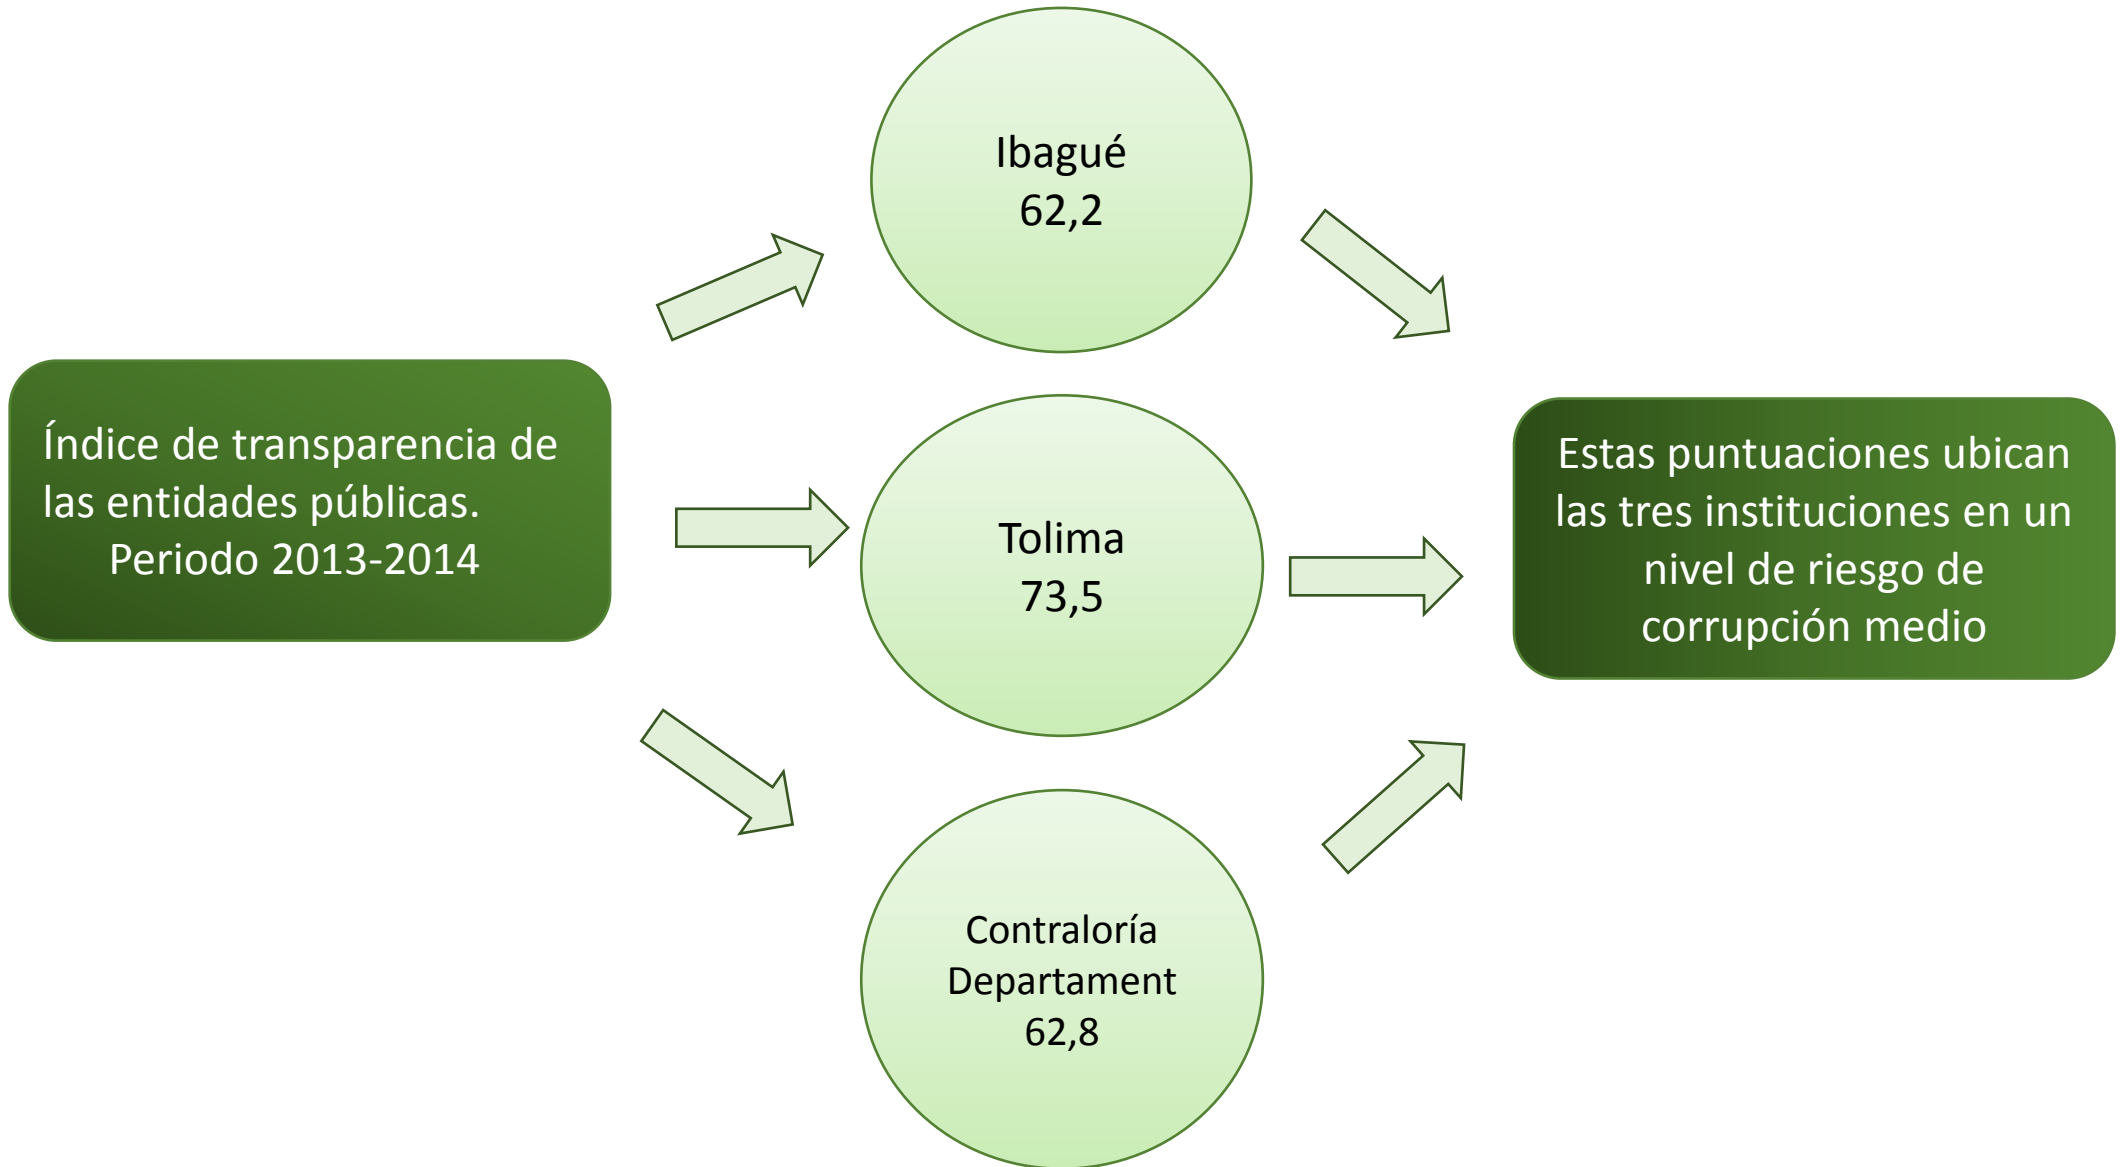 Índice de transparencia de
las entidades públicas.
Periodo 2013-2014
Ibagué
62,2
Tolima
73,5
Contraloría
Departament
62,8
Estas puntuaciones ubican
las tres instituciones en un
nivel de riesgo de
corrupción medio